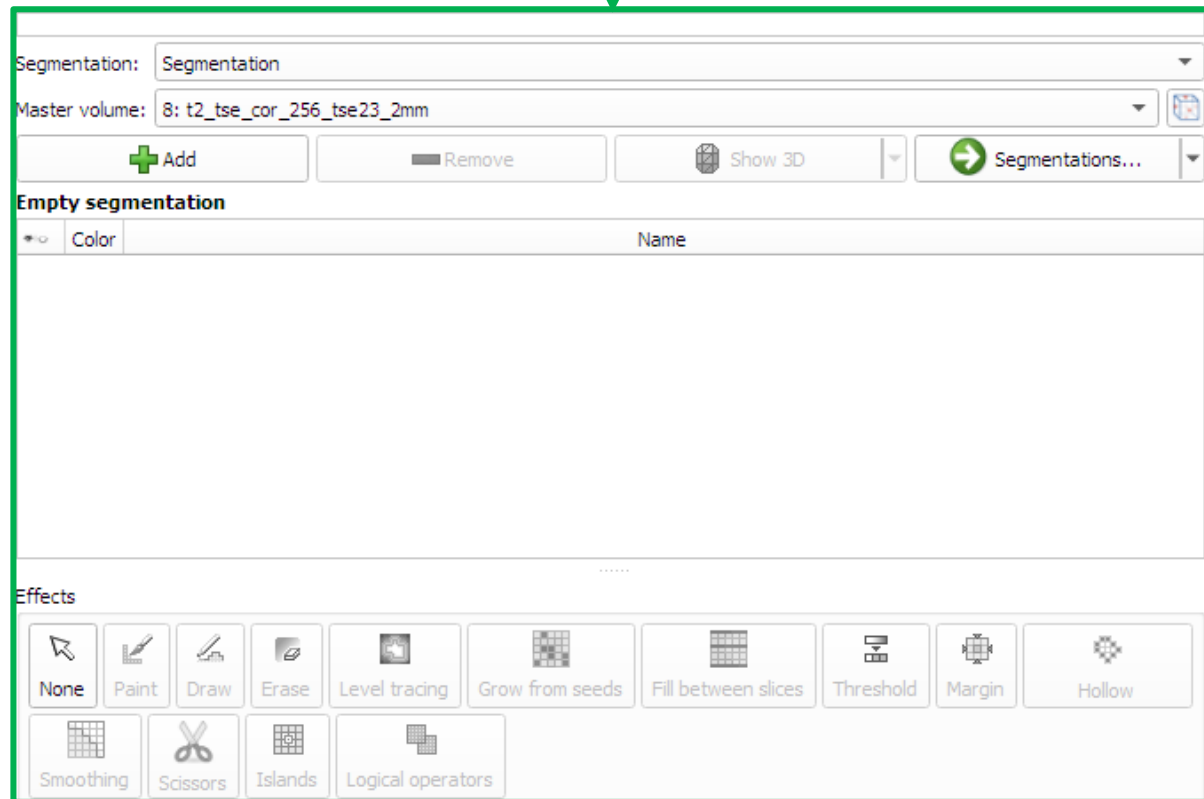 Segmentation: Segmentation
Master volume: 8: t2_tse_cor_256_tse23_2mm
Add Remove Show 3D Segmentations...
Empty segmentation
Color Name
Effects
None Paint Draw Erase Level tracing Grow from seeds Fill between slices Threshold Margin Hollow
Smoothing Scissors Islands Logical operators